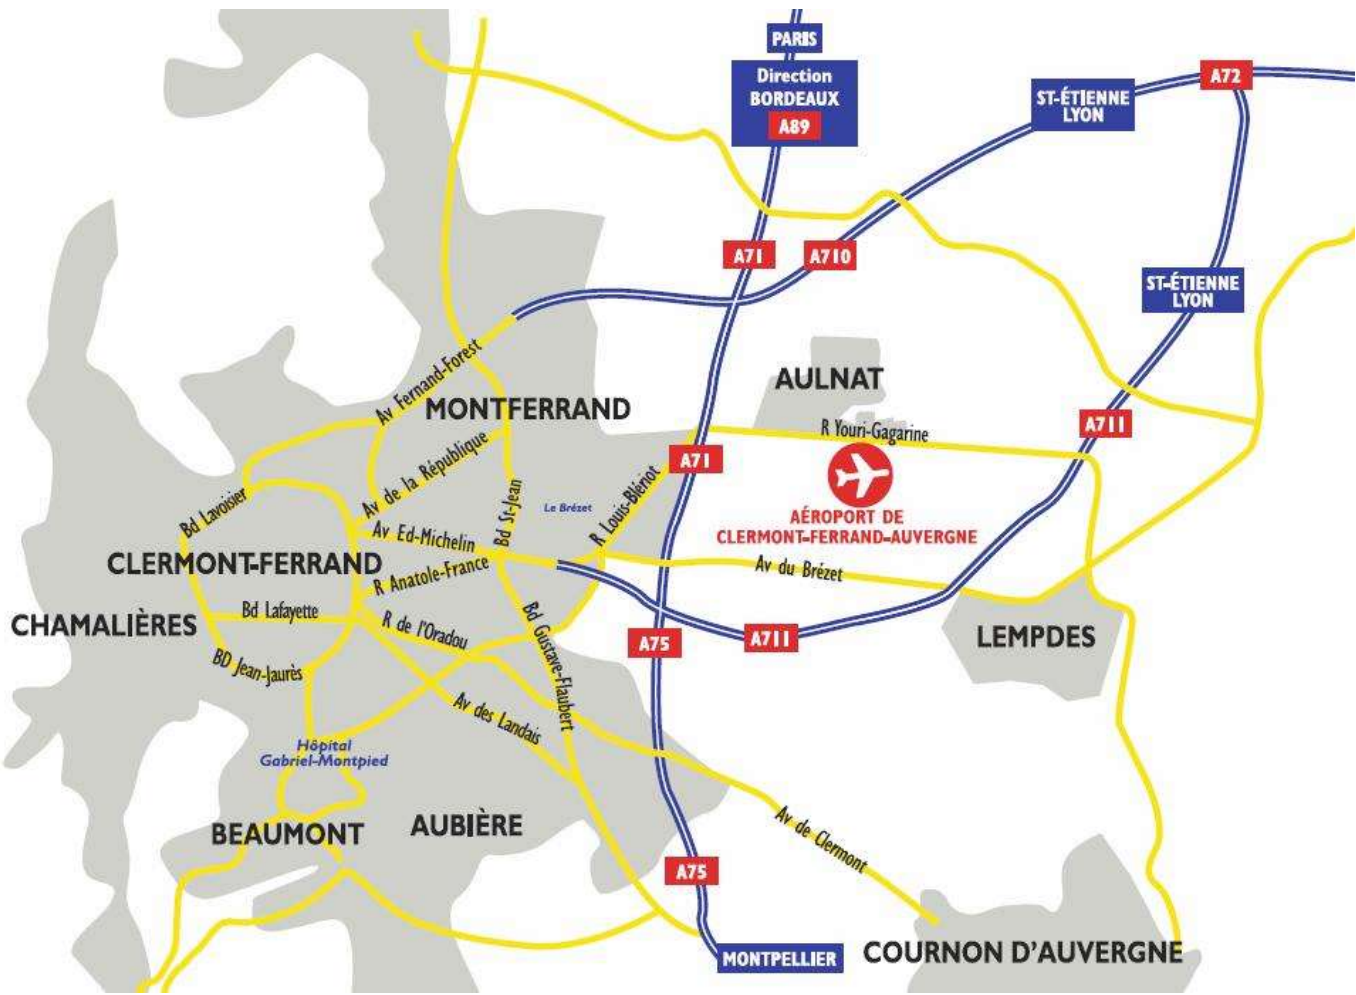 PARIS
Direction
BORDEAUX
A89
ST-ÉTIENNE
LYON
A72
A71
A710
ST-ÉTIENNE
LYON
Av Fernand-Forest
MONTFERRAND
AULNAT
A711
R Youri-Gagarine
Av de la République
A71
Bd Lavoisier
Bd St-Jean
Le Brézet
R Louis-Blériot
AÉROPORT DE
CLERMONT-FERRAND-AUVERGNE
Av Ed-Michelin
CLERMONT-FERRAND
R Anatole-France
Av du Brézet
Bd Lafayette
CHAMALIÈRES
R de l'Oradou
Bd Gustave-Flaubert
A75
A711
LEMPDES
BD Jean-Jaurès
Av des Landais
Hôpital
Gabriel-Montpied
BEAUMONT
AUBIÈRE
Av de Clermont
A75
MONTPELLIER
COURNON D'AUVERGNE